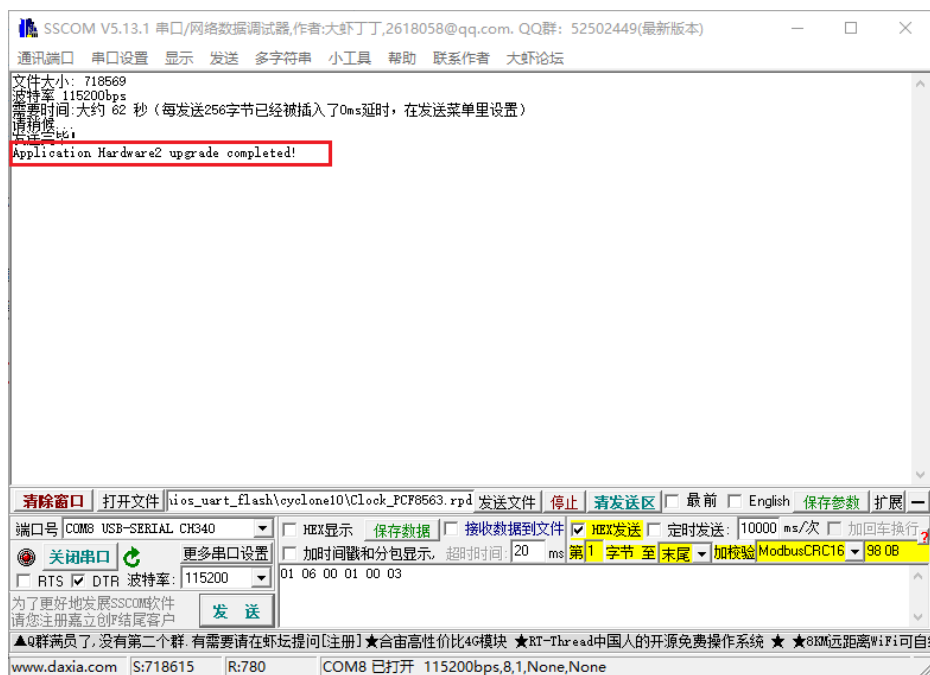 SSCOM V5.13.1 串口/网络数据调试器,作者:大虾丁丁,2618058@qq.com. QQ群: 52502449(最新版本)
通讯端口 串口设置 显示 发送 多字符串 小工具 帮助 联系作者 大虾论坛
文件大小: 718569
波特率 115200bps
需要时间:大约 62 秒 (每发送256字节已经被插入了0ms延时，在发送菜单里设置)
请稍候...
发送完毕!
Application Hardware2 upgrade completed!
清除窗口 打开文件 ios_uart_flash\cyclone10\Clock_PCF8563.rpd 发送文件 停止 清发送区 最前 English 保存参数 扩展 —
端口号 COM8 USB-SERIAL CH340 HEX显示 保存数据 接收数据到文件 HEX发送 定时发送: 10000 ms/次 加回车换行
关闭串口 更多串口设置 加时间戳和分包显示, 超时时间: 20 ms 第 1 字节 至 末尾 加校验 ModbusCRC16 98 0B ?
RTS DTR 波特率: 115200 01 06 00 01 00 03
为了更好地发展SSCOM软件
请您注册嘉立创F结尾客户
发 送
▲Q群满员了,没有第二个群.有需要请在虾坛提问[注册] ★合宙高性价比4G模块 ★RT-Thread中国人的开源免费操作系统 ★ ★8KM远距离WiFi可自
www.daxia.com S:718615 R:780 COM8 已打开 115200bps,8,1,None,None